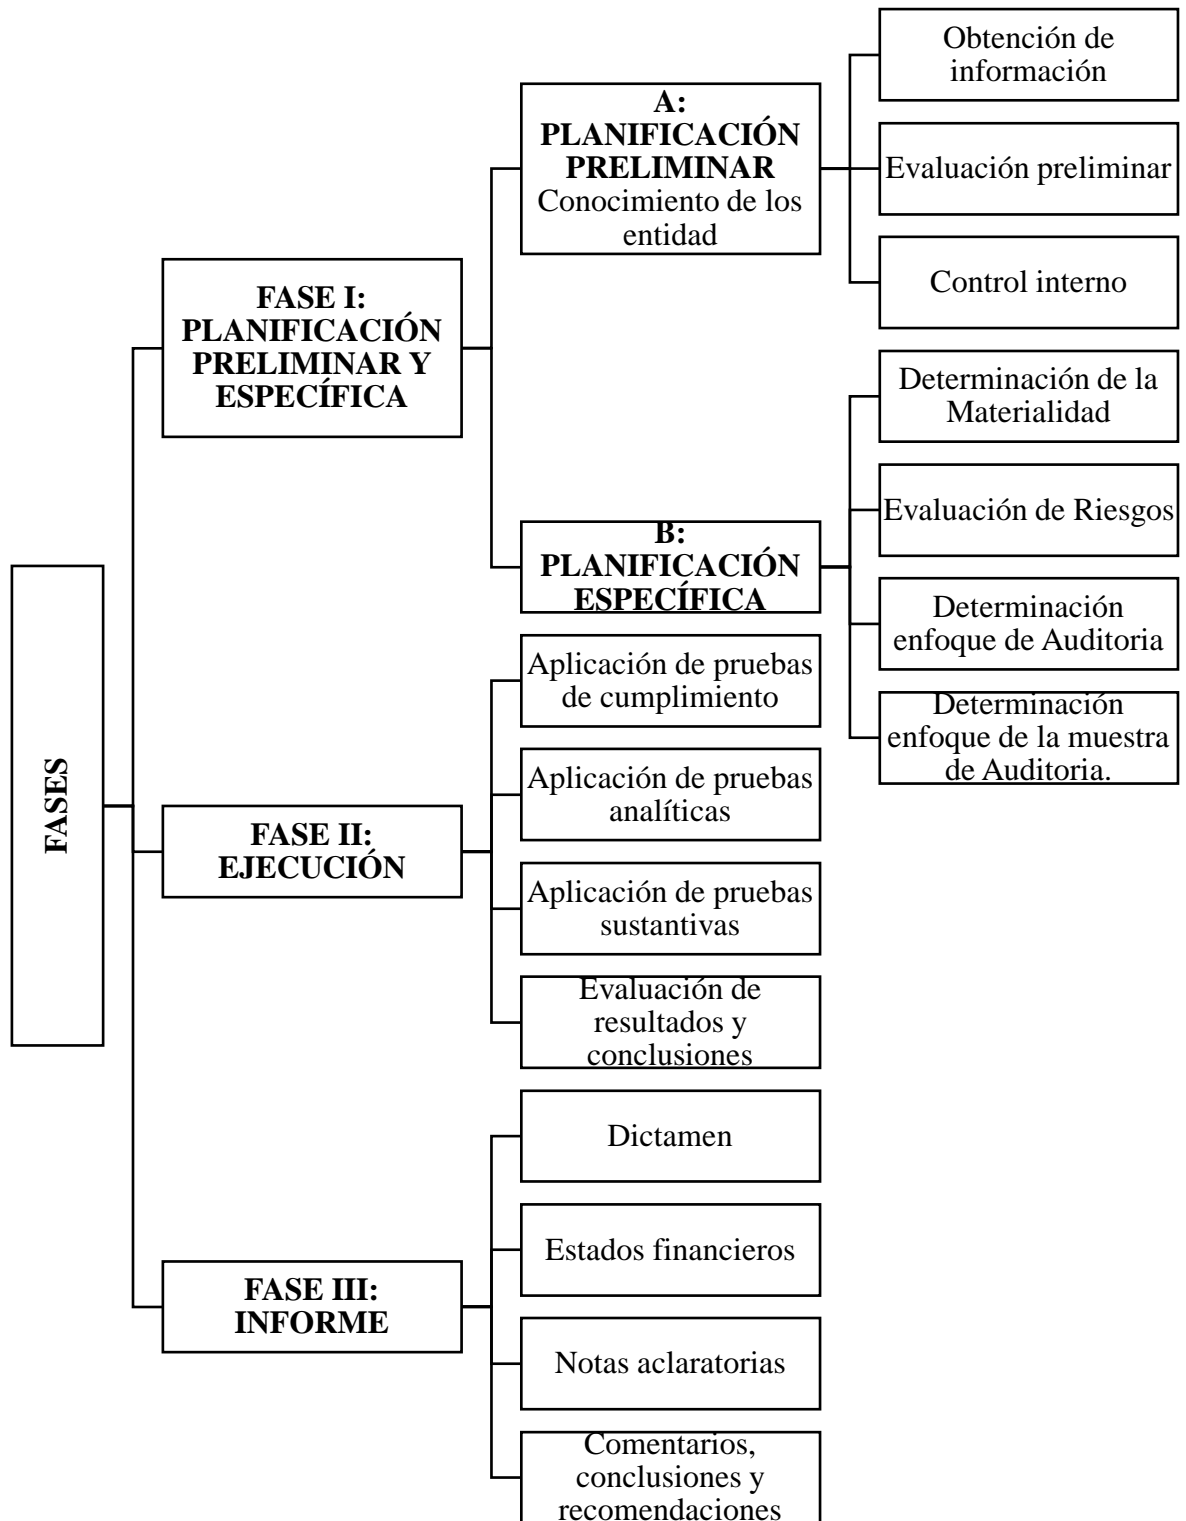 FASES
FASE I:
PLANIFICACIÓN
PRELIMINAR Y
ESPECÍFICA
A:
PLANIFICACIÓN
PRELIMINAR
Conocimiento de los
entidad
Obtención de
información
Evaluación preliminar
Control interno
B:
PLANIFICACIÓN
ESPECÍFICA
Determinación de la
Materialidad
Evaluación de Riesgos
Determinación
enfoque de Auditoria
Determinación
enfoque de la muestra
de Auditoria.
FASE II:
EJECUCIÓN
Aplicación de pruebas
de cumplimiento
Aplicación de pruebas
analíticas
Aplicación de pruebas
sustantivas
Evaluación de
resultados y
conclusiones
FASE III:
INFORME
Dictamen
Estados financieros
Notas aclaratorias
Comentarios,
conclusiones y
recomendaciones